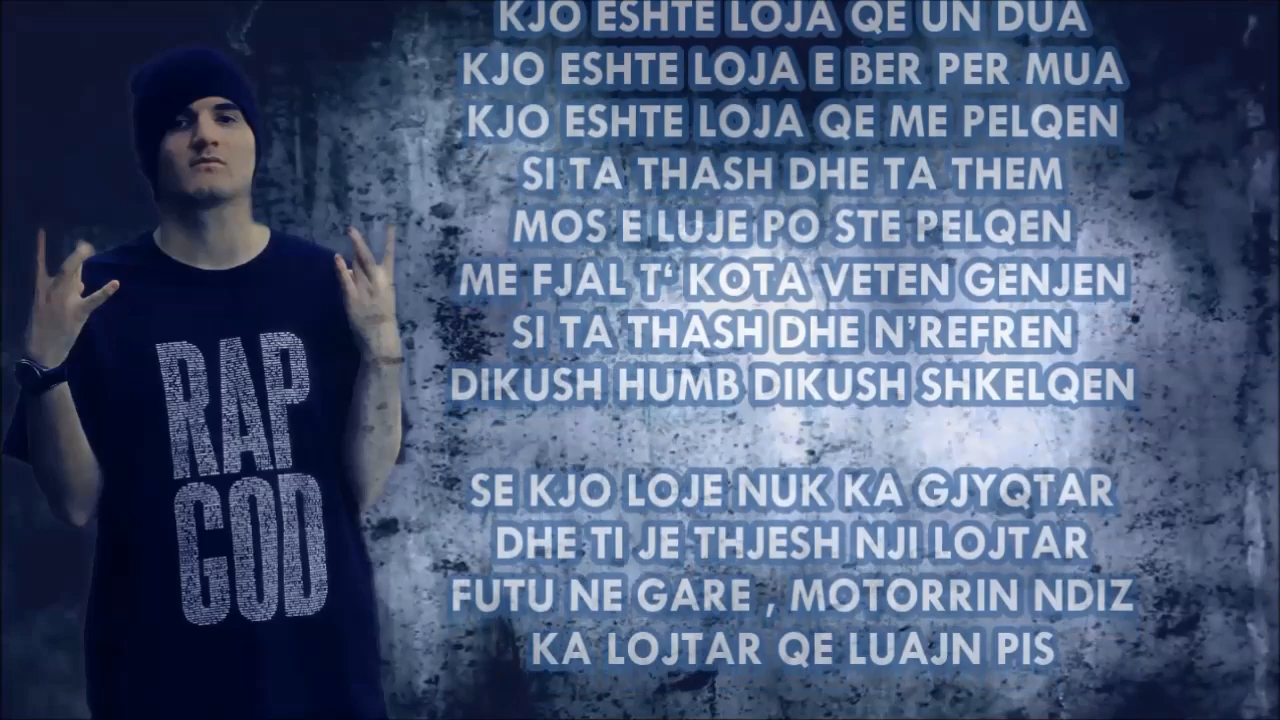 KJO ESHTE LOJA QE UN DUA
KJO ESHTE LOJA E BER PER MUA
KJO ESHTE LOJA QE ME PELQEN
SI TA THASH DHE TA THEM
MOS E LUJE PO STE PELQEN
ME FJAL T‘ KOTA VETEN GENJEN
SI TA THASH DHE N’REFREN
DIKUSH HUMB DIKUSH SHKELQEN
SE KJO LOJE NUK KA GJYQTAR
DHE TI JE THJESH NJI LOJTAR
FUTU NE GARE , MOTORRIN NDIZ
KA LOJTAR QE LUAJN PIS
RAP
GOD